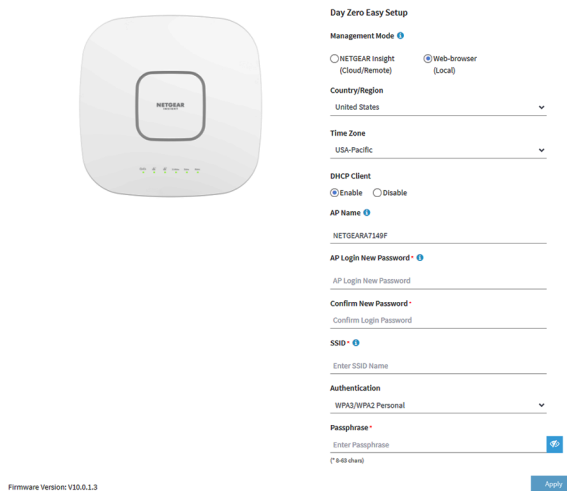 Day Zero Easy Setup
Management Mode
NETGEAR Insight
(Cloud/Remote)
Web-browser
(Local)
Country/Region
United States
Time Zone
USA-Pacific
DHCP Client
Enable
Disable
AP Name
NETGEARA7149F
AP Login New Password*
AP Login New Password
Confirm New Password*
Confirm Login Password
SSID*
Enter SSID Name
Authentication
WPA3/WPA2 Personal
Passphrase*
Enter Passphrase
(* 8-63 chars)
Apply
NETGEAR
Firmware Version: V10.0.1.3